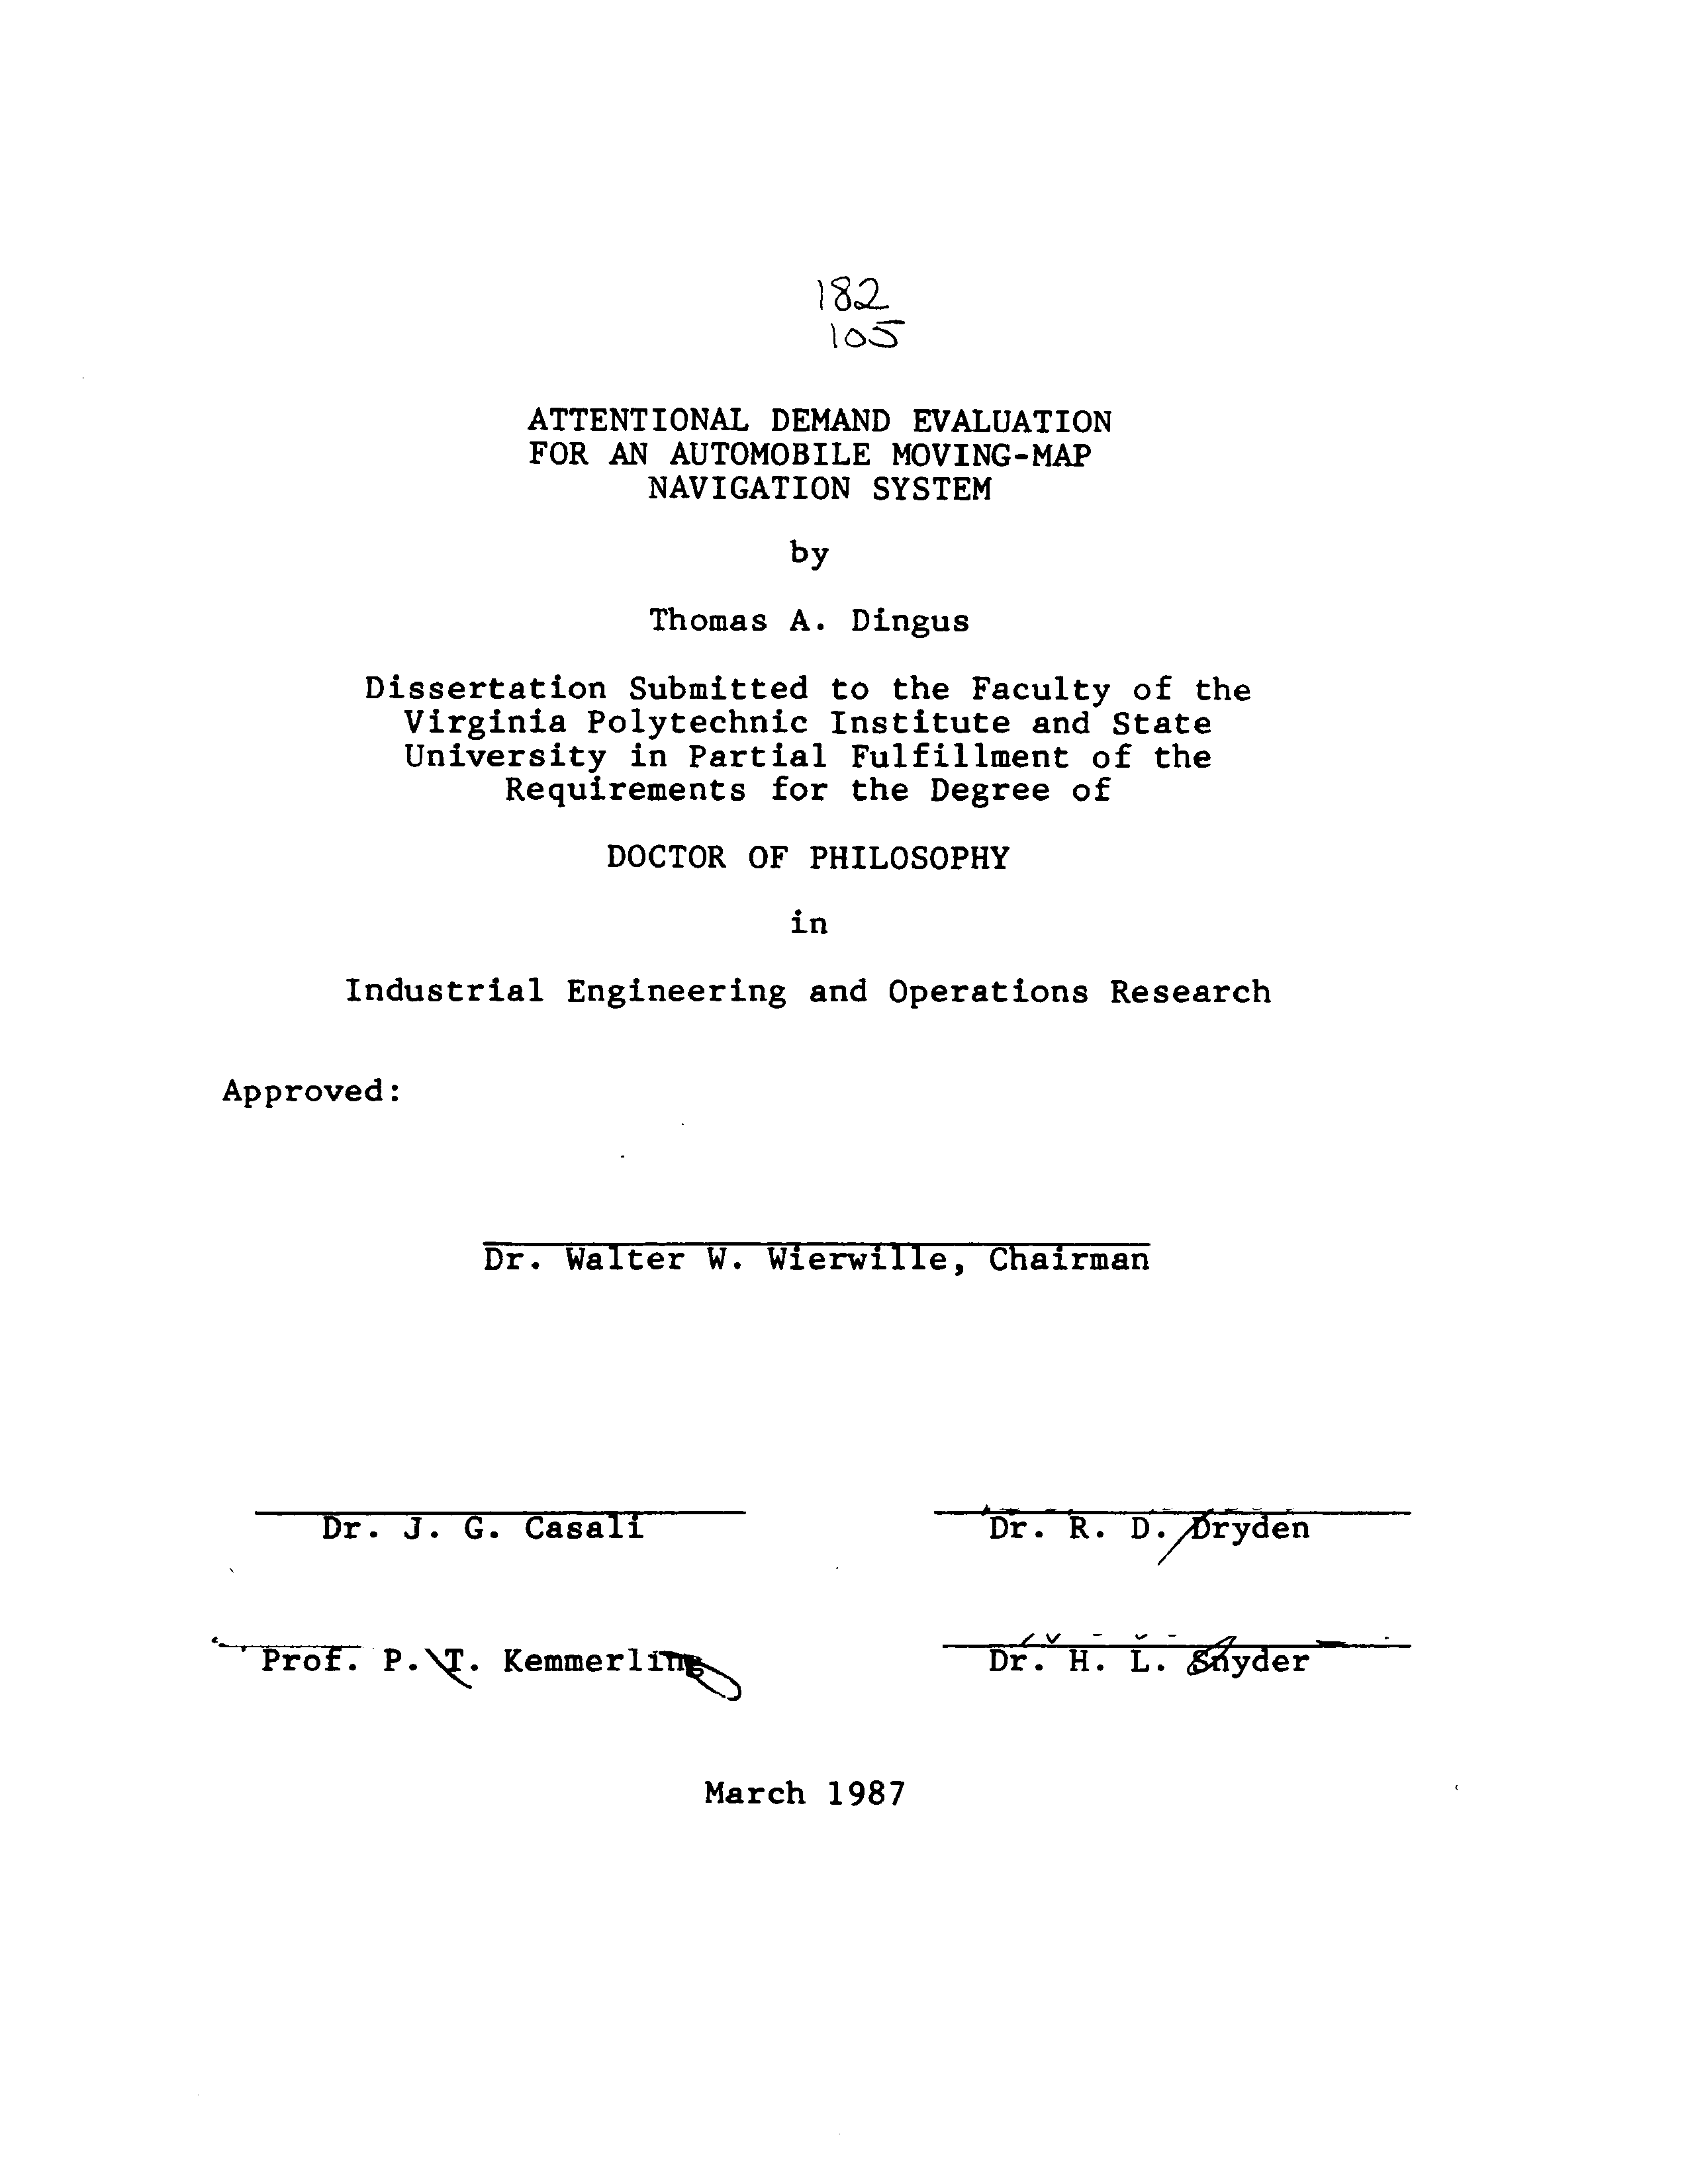 182
105
ATTENTIONAL DEMAND EVALUATION
FOR AN AUTOMOBILE MOVING-MAP
NAVIGATION SYSTEM
by
Thomas A. Dingus
Dissertation Submitted to the Faculty of the
Virginia Polytechnic Institute and State
University in Partial Fulfillment of the
Requirements for the Degree of
DOCTOR OF PHILOSOPHY
in
Industrial Engineering and Operations Research
Approved:
Dr. Walter W. Wierwille, Chairman
Dr. J. G. Casali Dr. R. D. Dryden
Prof. P. T. Kemmerling Dr. H. L. Snyder
March 1987